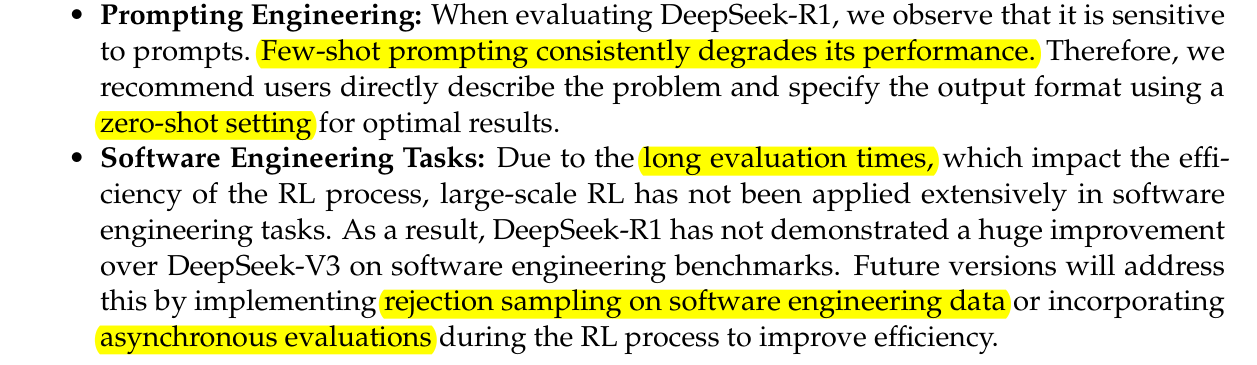 • Prompting Engineering: When evaluating DeepSeek-R1, we observe that it is sensitive
to prompts. Few-shot prompting consistently degrades its performance. Therefore, we
recommend users directly describe the problem and specify the output format using a
zero-shot setting for optimal results.
• Software Engineering Tasks: Due to the long evaluation times, which impact the effi-
ciency of the RL process, large-scale RL has not been applied extensively in software
engineering tasks. As a result, DeepSeek-R1 has not demonstrated a huge improvement
over DeepSeek-V3 on software engineering benchmarks. Future versions will address
this by implementing rejection sampling on software engineering data or incorporating
asynchronous evaluations during the RL process to improve efficiency.